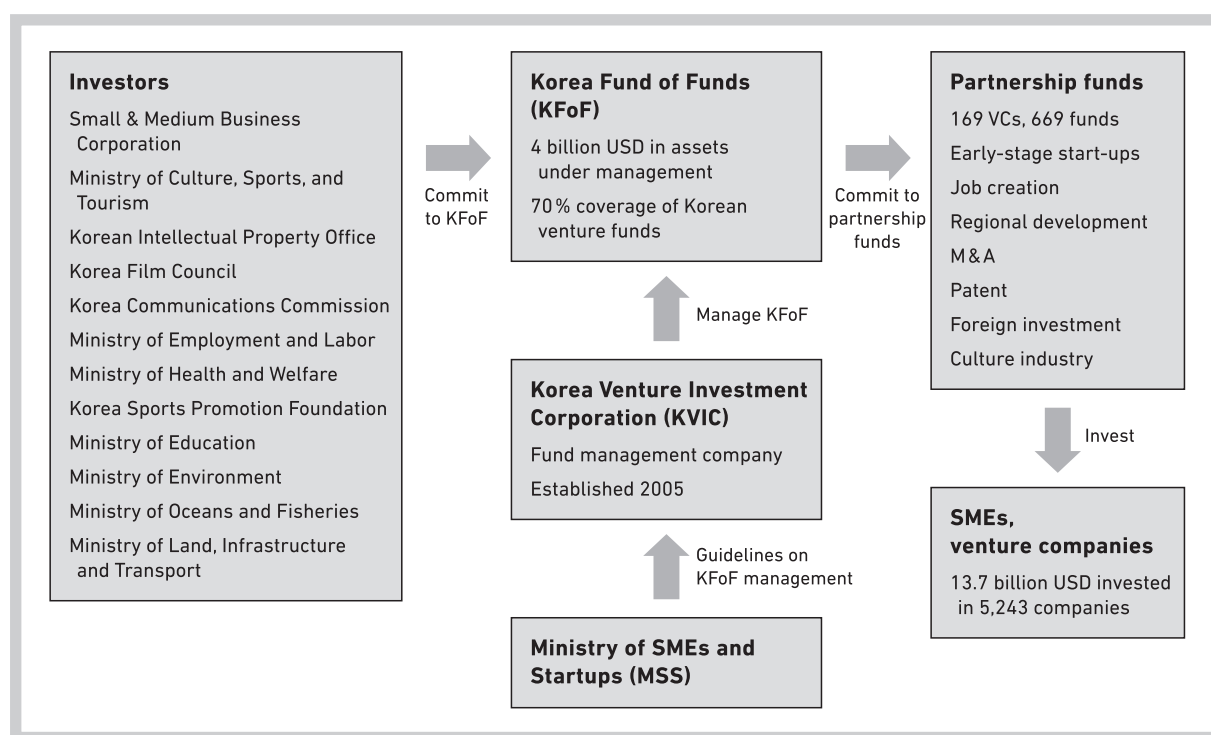 Investors
Small & Medium Business
Corporation
Ministry of Culture, Sports, and
Tourism
Korean Intellectual Property Office
Korea Film Council
Korea Communications Commission
Ministry of Employment and Labor
Ministry of Health and Welfare
Korea Sports Promotion Foundation
Ministry of Education
Ministry of Environment
Ministry of Oceans and Fisheries
Ministry of Land, Infrastructure
and Transport
Commit
to KFoF
Korea Fund of Funds
(KFoF)
4 billion USD in assets
under management
70 % coverage of Korean
venture funds
Manage KFoF
Korea Venture Investment
Corporation (KVIC)
Fund management company
Established 2005
Guidelines on
KFoF management
Ministry of SMEs and
Startups (MSS)
Commit to
partnership
funds
Partnership funds
169 VCs, 669 funds
Early-stage start-ups
Job creation
Regional development
M & A
Patent
Foreign investment
Culture industry
Invest
SMEs,
venture companies
13.7 billion USD invested
in 5,243 companies